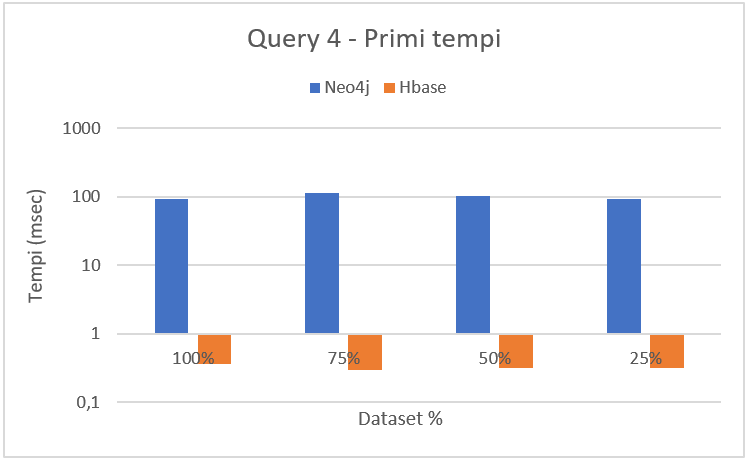 Query 4 - Primi tempi
Neo4j Hbase
1000
100
10
1
0,1
Tempi (msec)
100% 75% 50% 25%
Dataset %